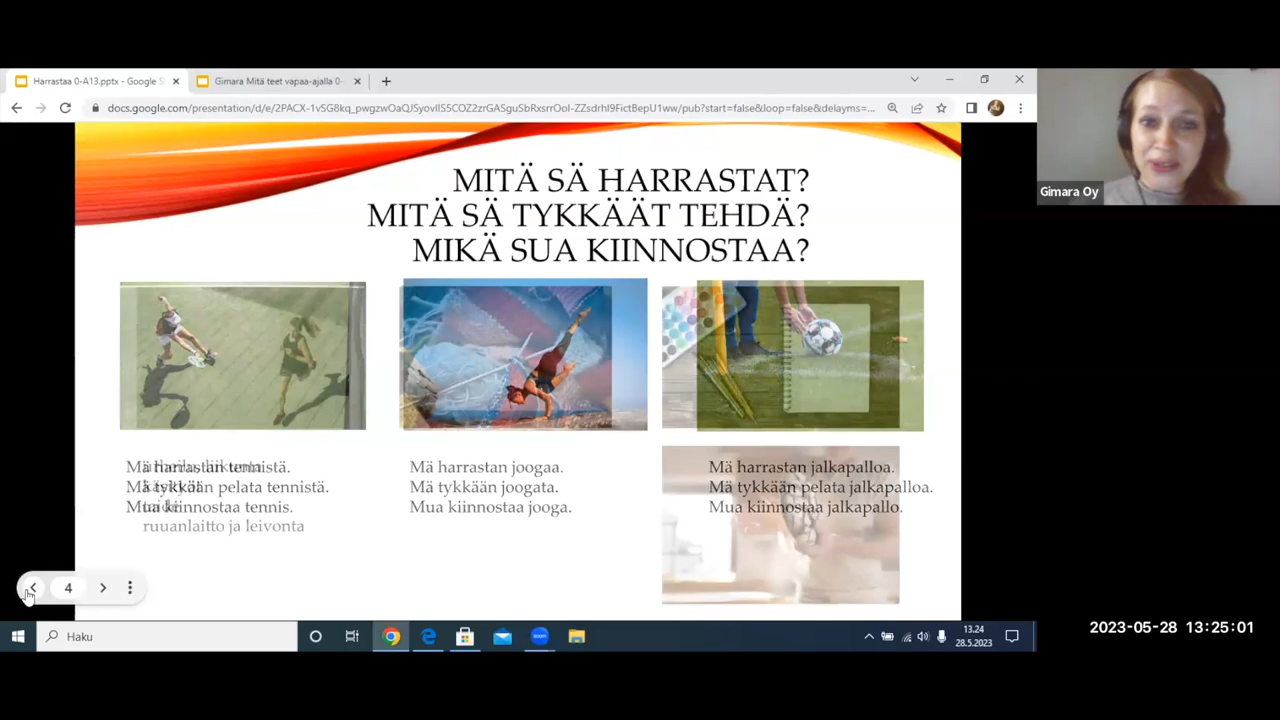 Harrastaa 0-A13.pptx - Google S
Gimara Mitä teet vapaa-ajalla 0-
docs.google.com/presentation/d/e/2PACX-1vSG8kq_pwgzwOaQJSyovIIS5COZ2zrGASguSbRxsrrOoI-ZZsdrhI9FictBepU1ww/pub?start=false&loop=false&delayms=...
Gimara Oy
MITÄ SÄ HARRASTAT?
MITÄ SÄ TYKKÄÄT TEHDÄ?
MIKÄ SUA KIINNOSTAA?
Mä harrastan tennistä.
Mä tykkään pelata tennistä.
Mua kiinnostaa tennis.
ruuanlaitto ja leivonta
Mä harrastan joogaa.
Mä tykkään joogata.
Mua kiinnostaa jooga.
Mä harrastan jalkapalloa.
Mä tykkään pelata jalkapalloa.
Mua kiinnostaa jalkapallo.
4
Haku
13.24
28.5.2023
2023-05-28 13:25:01